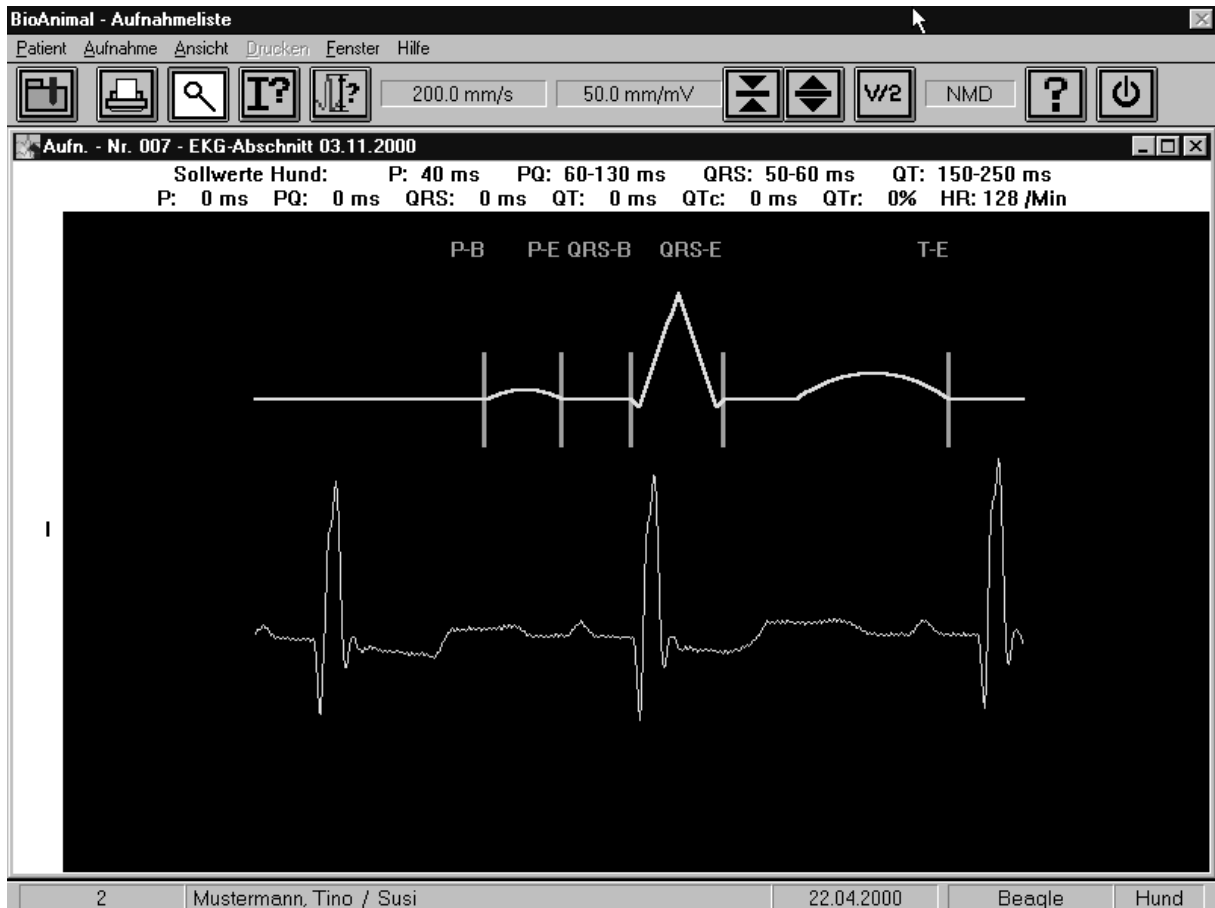 BioAnimal - Aufnahmeliste
Patient Aufnahme Ansicht Drucken Fenster Hilfe
I? ? 200.0 mm/s 50.0 mm/mV V/2 NMD ?
Aufn. - Nr. 007 - EKG-Abschnitt 03.11.2000
Sollwerte Hund: P: 40 ms PQ: 60-130 ms QRS: 50-60 ms QT: 150-250 ms
P: 0 ms PQ: 0 ms QRS: 0 ms QT: 0 ms QTc: 0 ms QTr: 0% HR: 128 /Min
P-B P-E QRS-B QRS-E T-E
I
2 Mustermann, Tino / Susi 22.04.2000 Beagle Hund